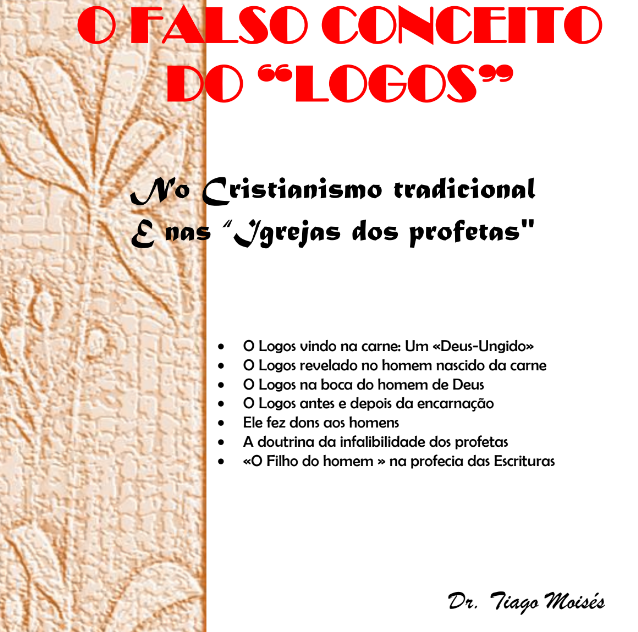 O FALSO CONCEITO
DO “LOGOS”
No Cristianismo tradicional
E nas “Igrejas dos profetas"
• O Logos vindo na carne: Um «Deus-Ungido»
• O Logos revelado no homem nascido da carne
• O Logos na boca do homem de Deus
• O Logos antes e depois da encarnação
• Ele fez dons aos homens
• A doutrina da infalibilidade dos profetas
• «O Filho do homem » na profecia das Escrituras
Dr. Tiago Moisés